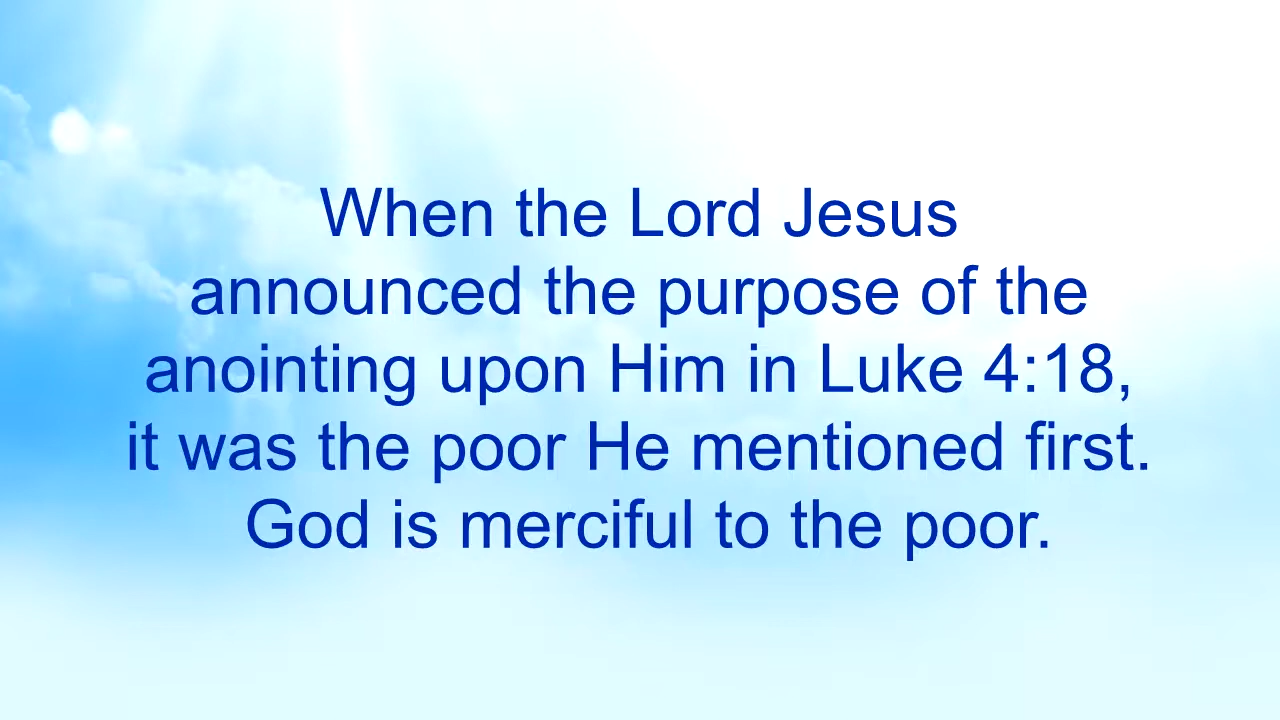 When the Lord Jesus
announced the purpose of the
anointing upon Him in Luke 4:18,
it was the poor He mentioned first.
God is merciful to the poor.